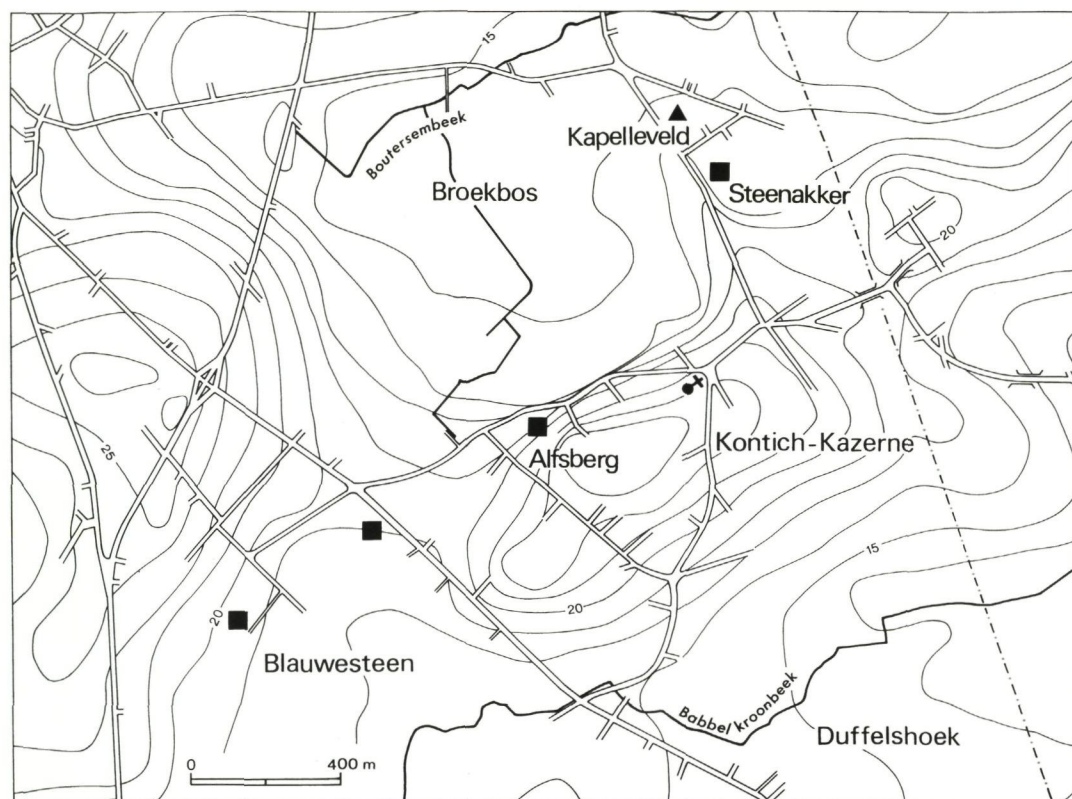 15
Boutersembeek
Kapelleveld
Broekbos
Steenakker
20
25
Alfsberg
Kontich-Kazerne
15
20
20
Blauwesteen
Babbelkroonbeek
Duffelshoek
0 400 m